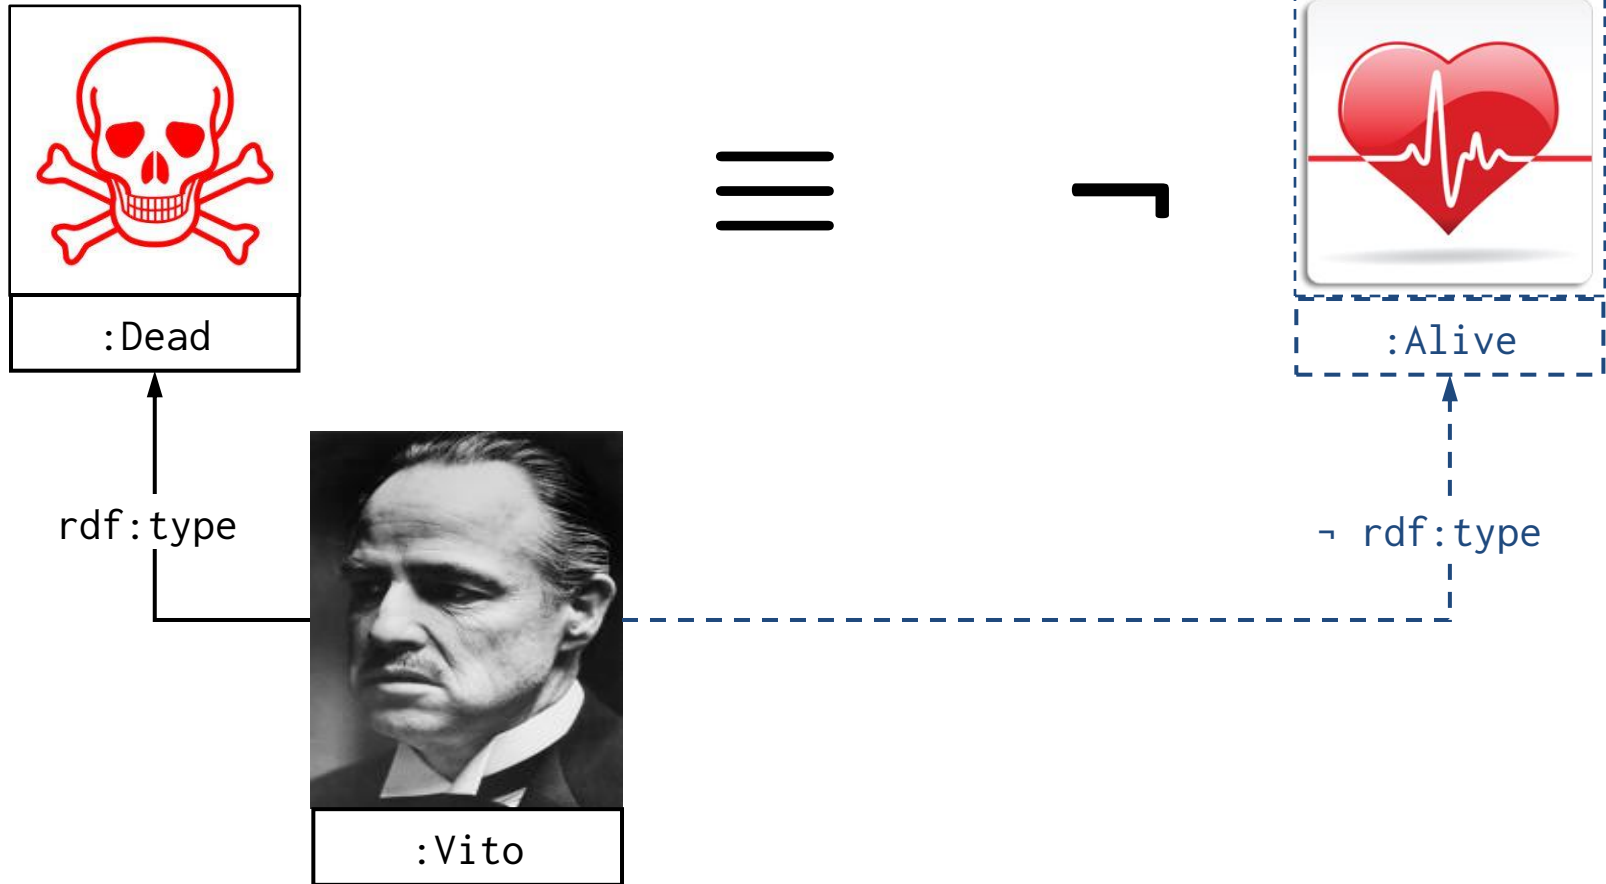 ≡ ¬
:Dead
:Alive
rdf:type
¬ rdf:type
:Vito